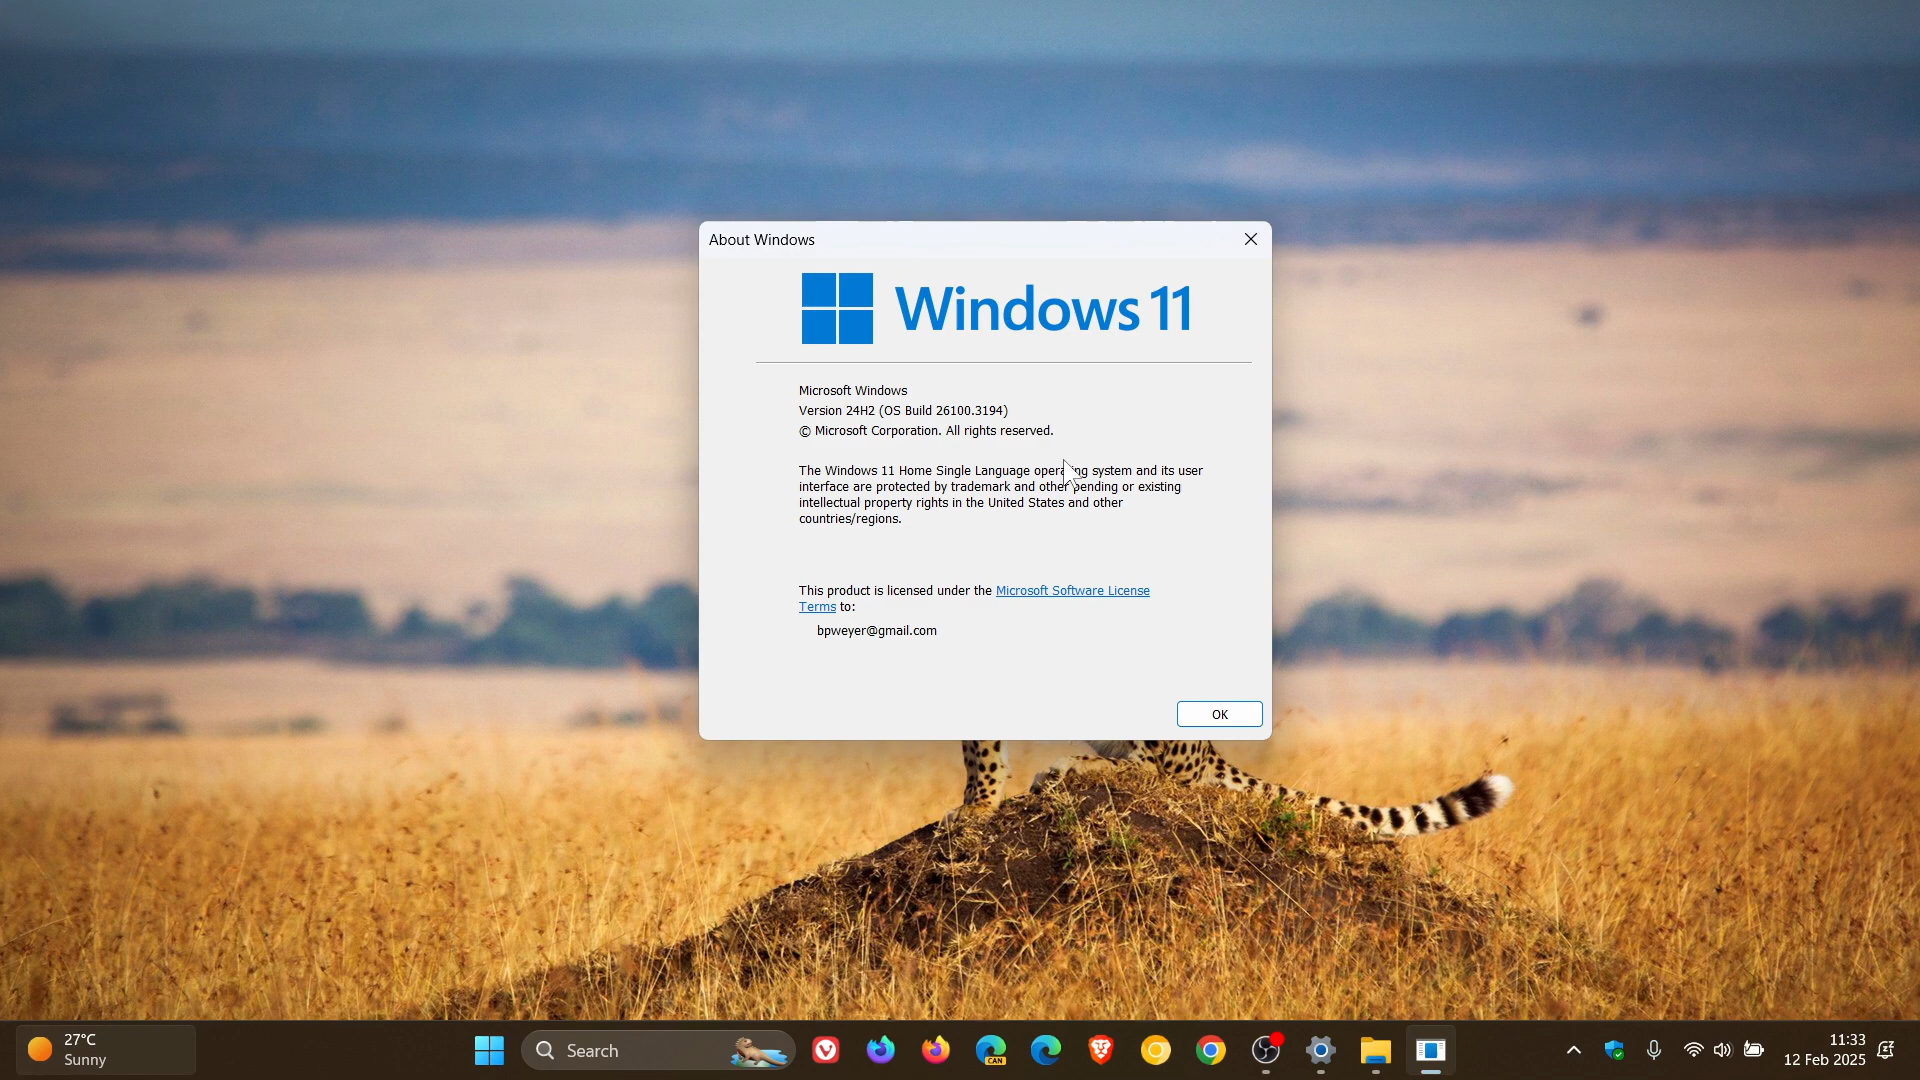 About Windows
Windows 11
Microsoft Windows
Version 24H2 (OS Build 26100.3194)
© Microsoft Corporation. All rights reserved.
The Windows 11 Home Single Language operating system and its user
interface are protected by trademark and other pending or existing
intellectual property rights in the United States and other
countries/regions.
This product is licensed under the Microsoft Software License
Terms to:
bpweyer@gmail.com
OK
27°C
Sunny
Search
CAN
11:33
12 Feb 2025